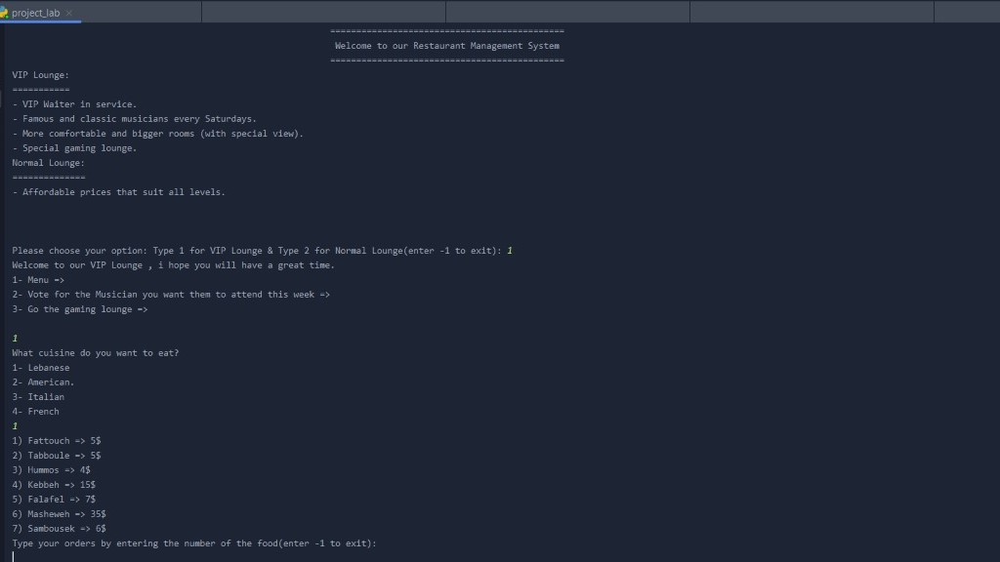 project_lab ×
==============================================
Welcome to our Restaurant Management System
==============================================
VIP Lounge:
===========
- VIP Waiter in service.
- Famous and classic musicians every Saturdays.
- More comfortable and bigger rooms (with special view).
- Special gaming lounge.
Normal Lounge:
==============
- Affordable prices that suit all levels.
Please choose your option: Type 1 for VIP Lounge & Type 2 for Normal Lounge(enter -1 to exit): 1
Welcome to our VIP Lounge , i hope you will have a great time.
1- Menu =>
2- Vote for the Musician you want them to attend this week =>
3- Go the gaming lounge =>
1
What cuisine do you want to eat?
1- Lebanese
2- American.
3- Italian
4- French
1
1) Fattouch => 5$
2) Tabboule => 5$
3) Hummos => 4$
4) Kebbeh => 15$
5) Falafel => 7$
6) Masheweh => 35$
7) Sambousek => 6$
Type your orders by entering the number of the food(enter -1 to exit):